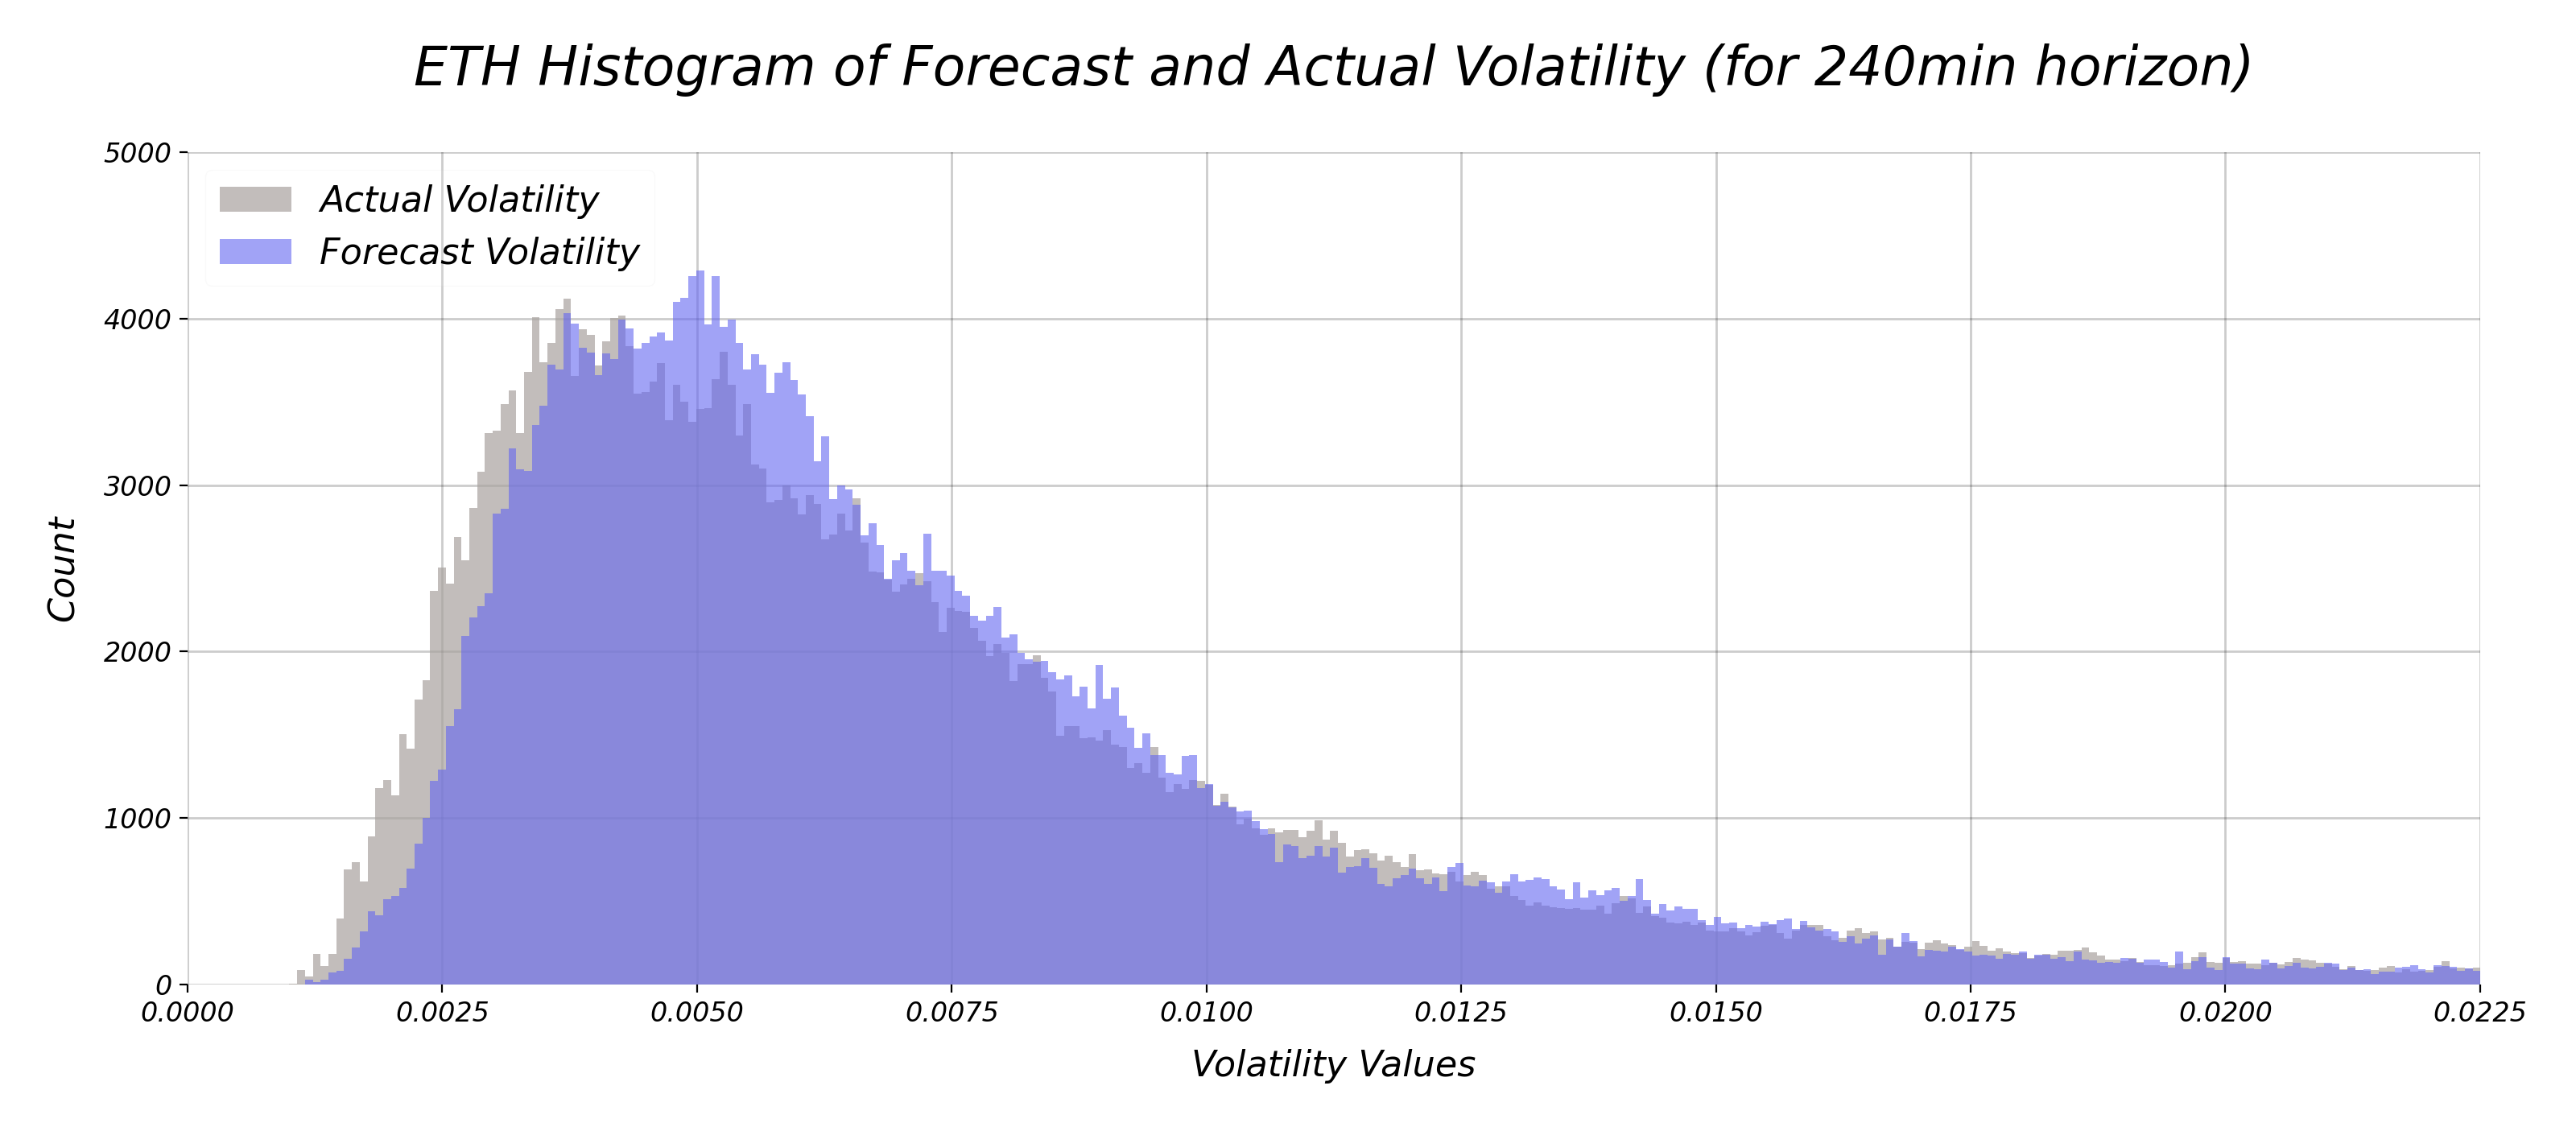 ETH Histogram of Forecast and Actual Volatility (for 240min horizon)
5000
Actual Volatility
Forecast Volatility
4000
3000
Count
2000
1000
0
0.0000 0.0025 0.0050 0.0075 0.0100 0.0125 0.0150 0.0175 0.0200 0.0225
Volatility Values